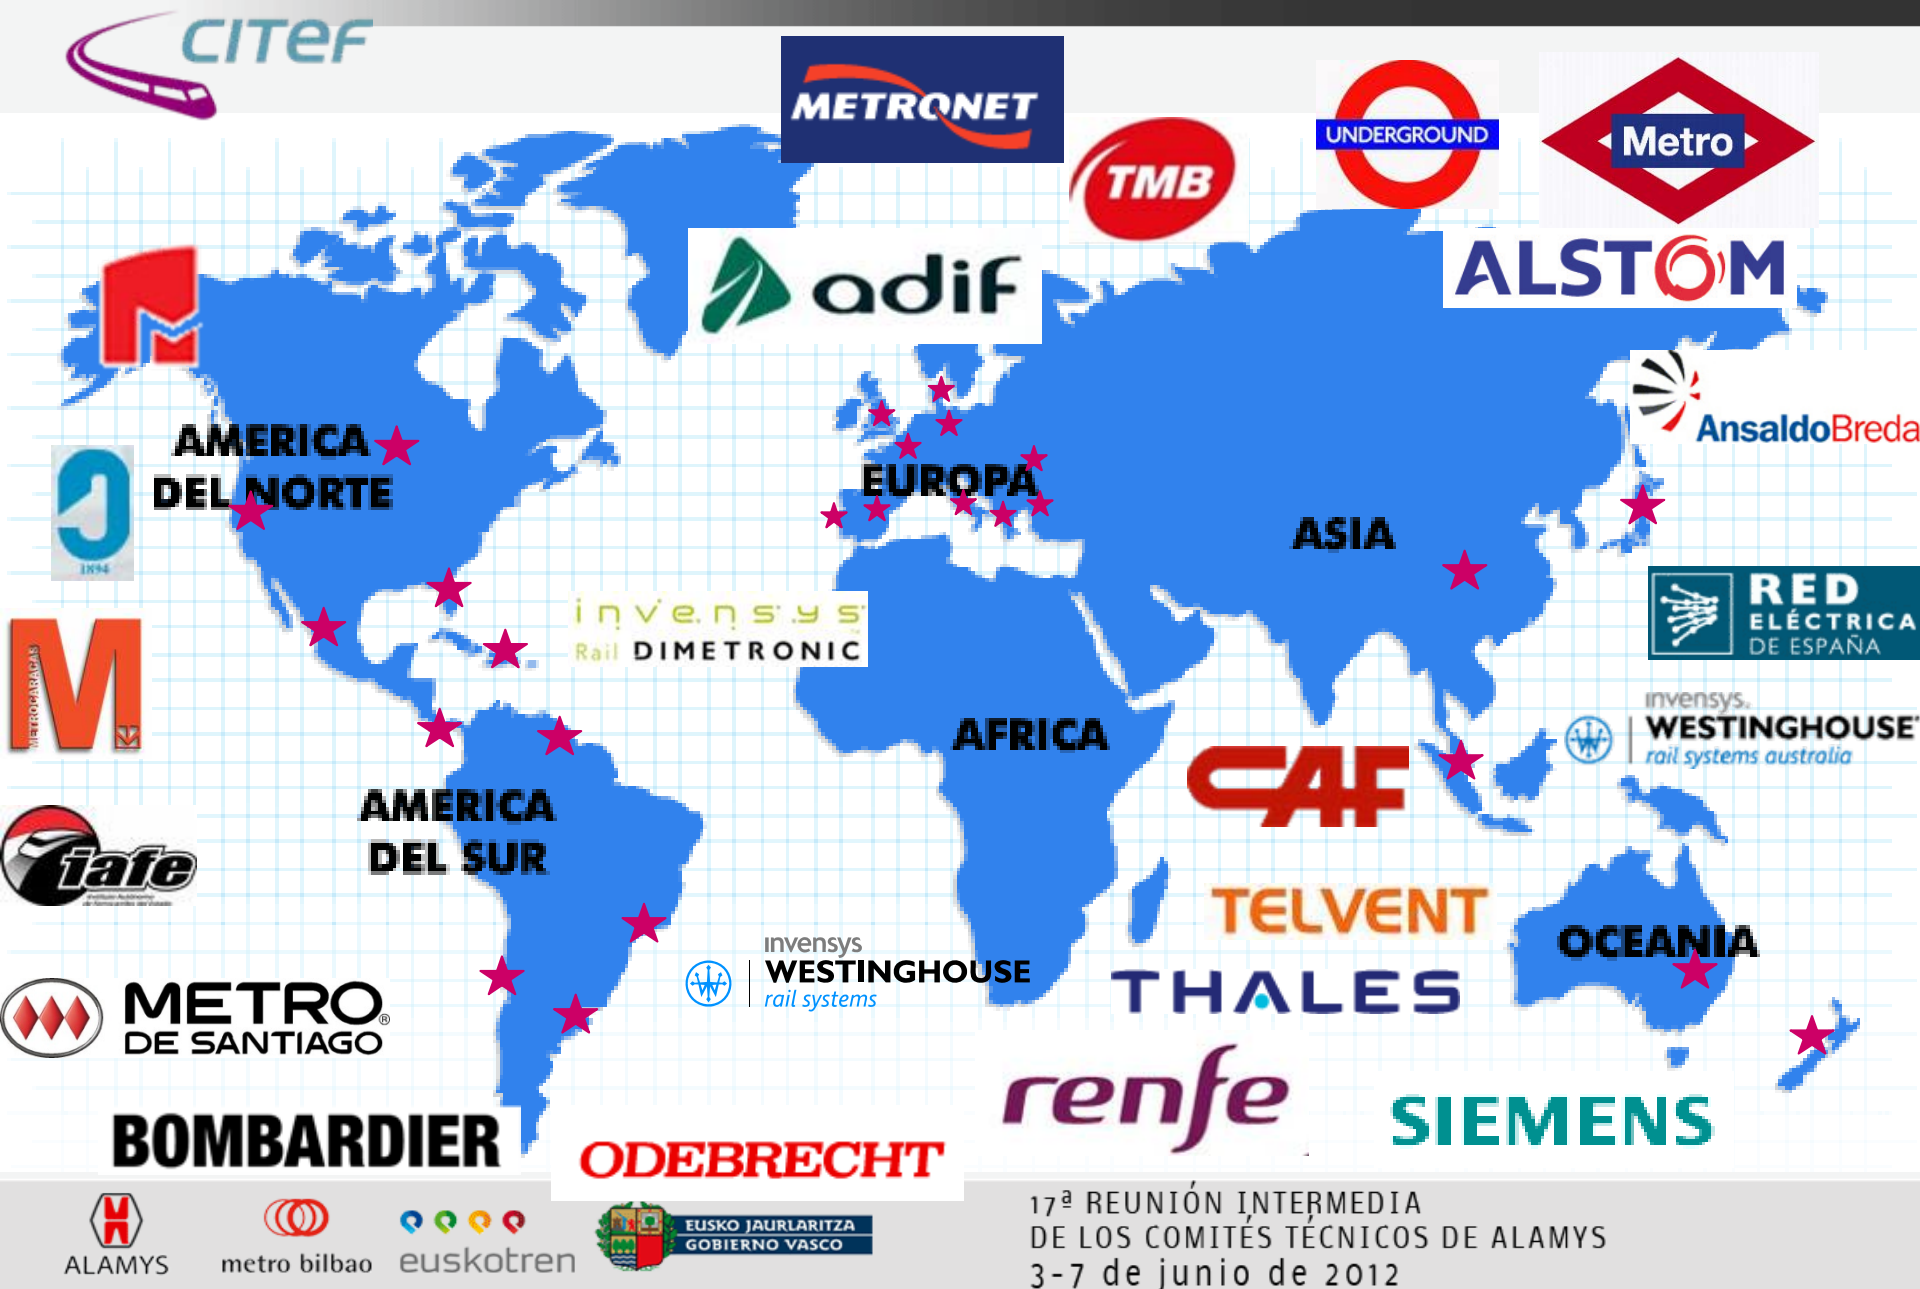 CITEF
METRONET
TMB
UNDERGROUND
Metro
adif
ALSTOM
AnsaldoBreda
AMERICA
DEL NORTE
EUROPA
ASIA
1894
invensys
Rail DIMETRONIC
RED
ELÉCTRICA
DE ESPAÑA
METROCARACAS
invensys.
WESTINGHOUSE
rail systems australia
AFRICA
CAF
AMERICA
DEL SUR
iafe
TELVENT
OCEANIA
invensys
WESTINGHOUSE
rail systems
THALES
METRO®
DE SANTIAGO
renfe
SIEMENS
BOMBARDIER
ODEBRECHT
ALAMYS
metro bilbao
euskotren
EUSKO JAURLARITZA
GOBIERNO VASCO
17ª REUNIÓN INTERMEDIA
DE LOS COMITÉS TÉCNICOS DE ALAMYS
3-7 de junio de 2012